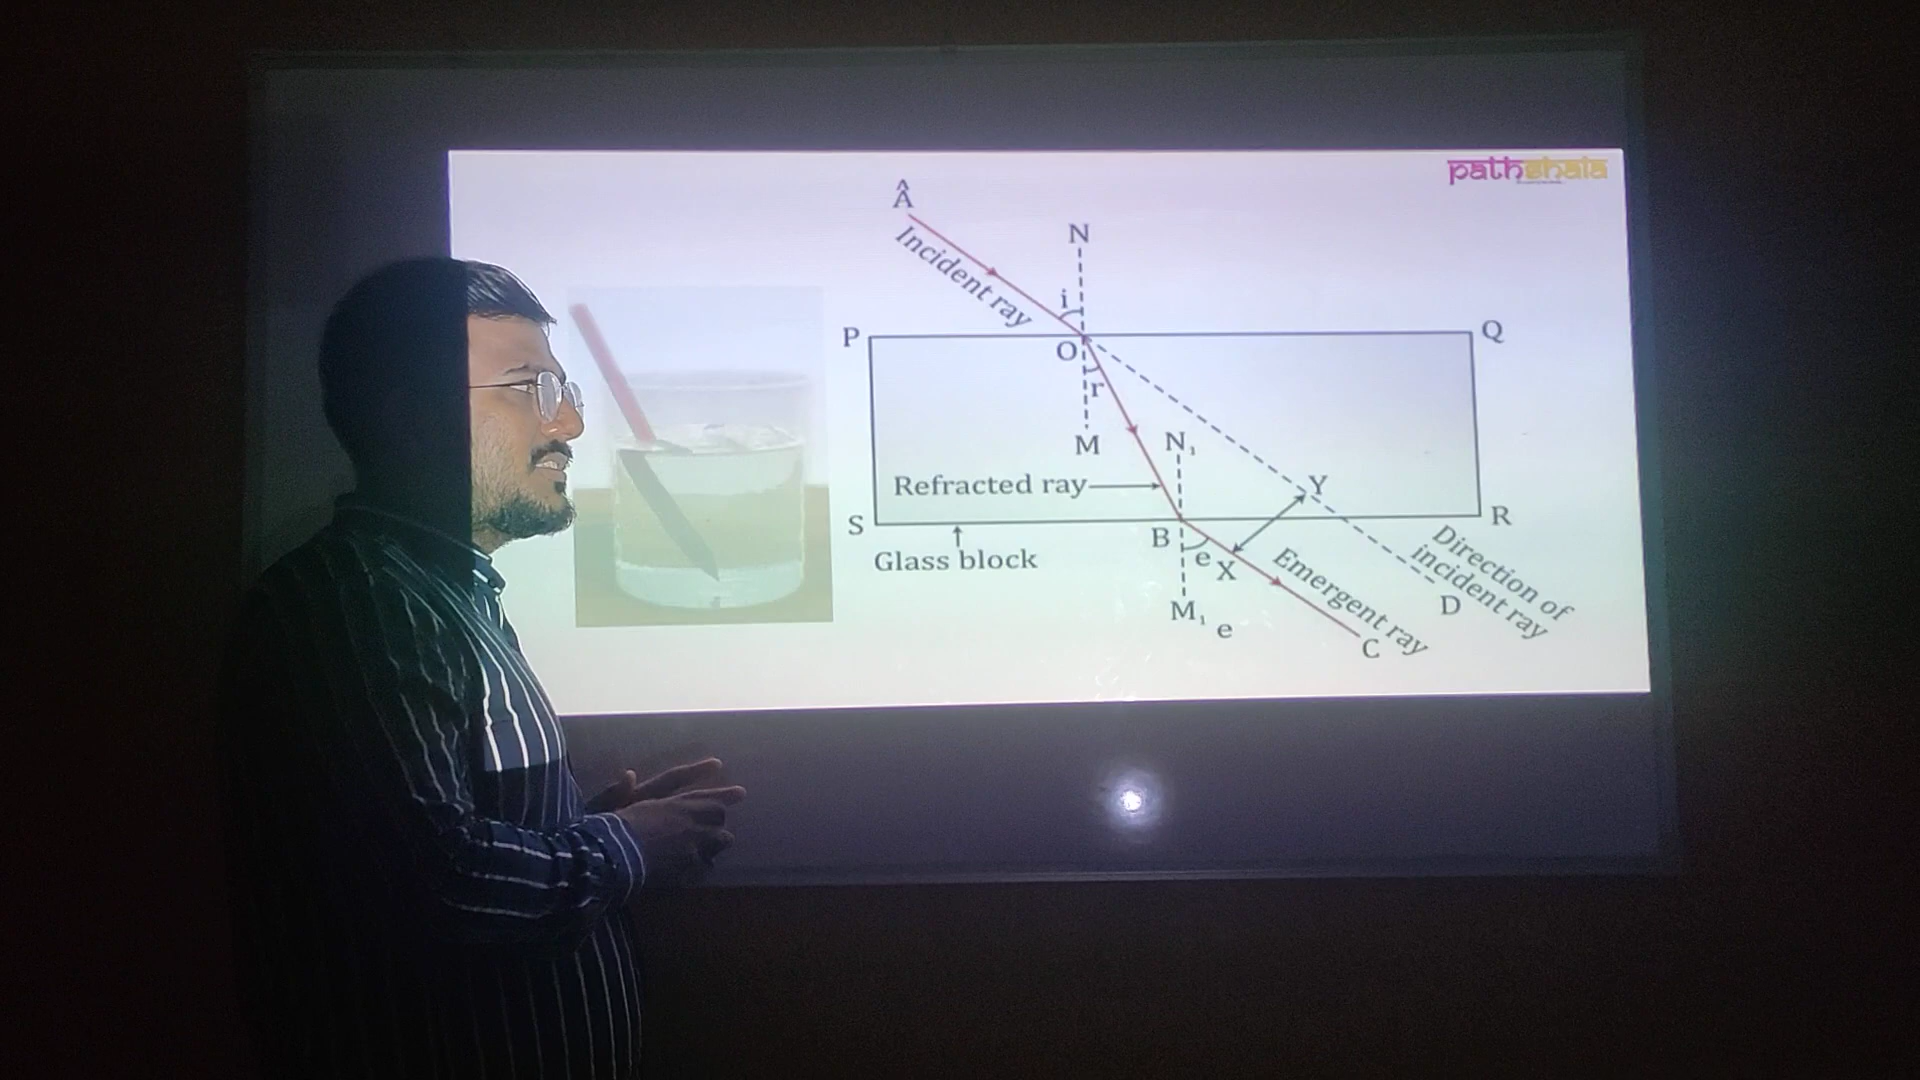 pathshala
Â
N
Incident ray
i
P
O
Q
r
M
N₁
Refracted ray
Y
S
B
R
Glass block
e
X
Emergent ray
Direction of
incident ray
D
M₁
e
C